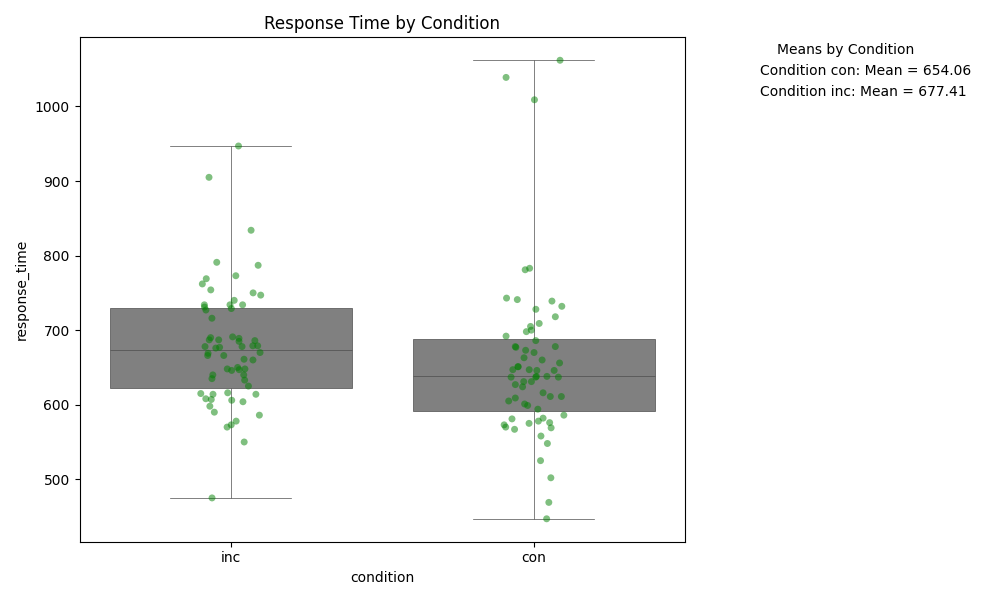 Response Time by Condition
Means by Condition
Condition con: Mean = 654.06
Condition inc: Mean = 677.41
1000
900
800
700
600
500
response_time
inc con
condition